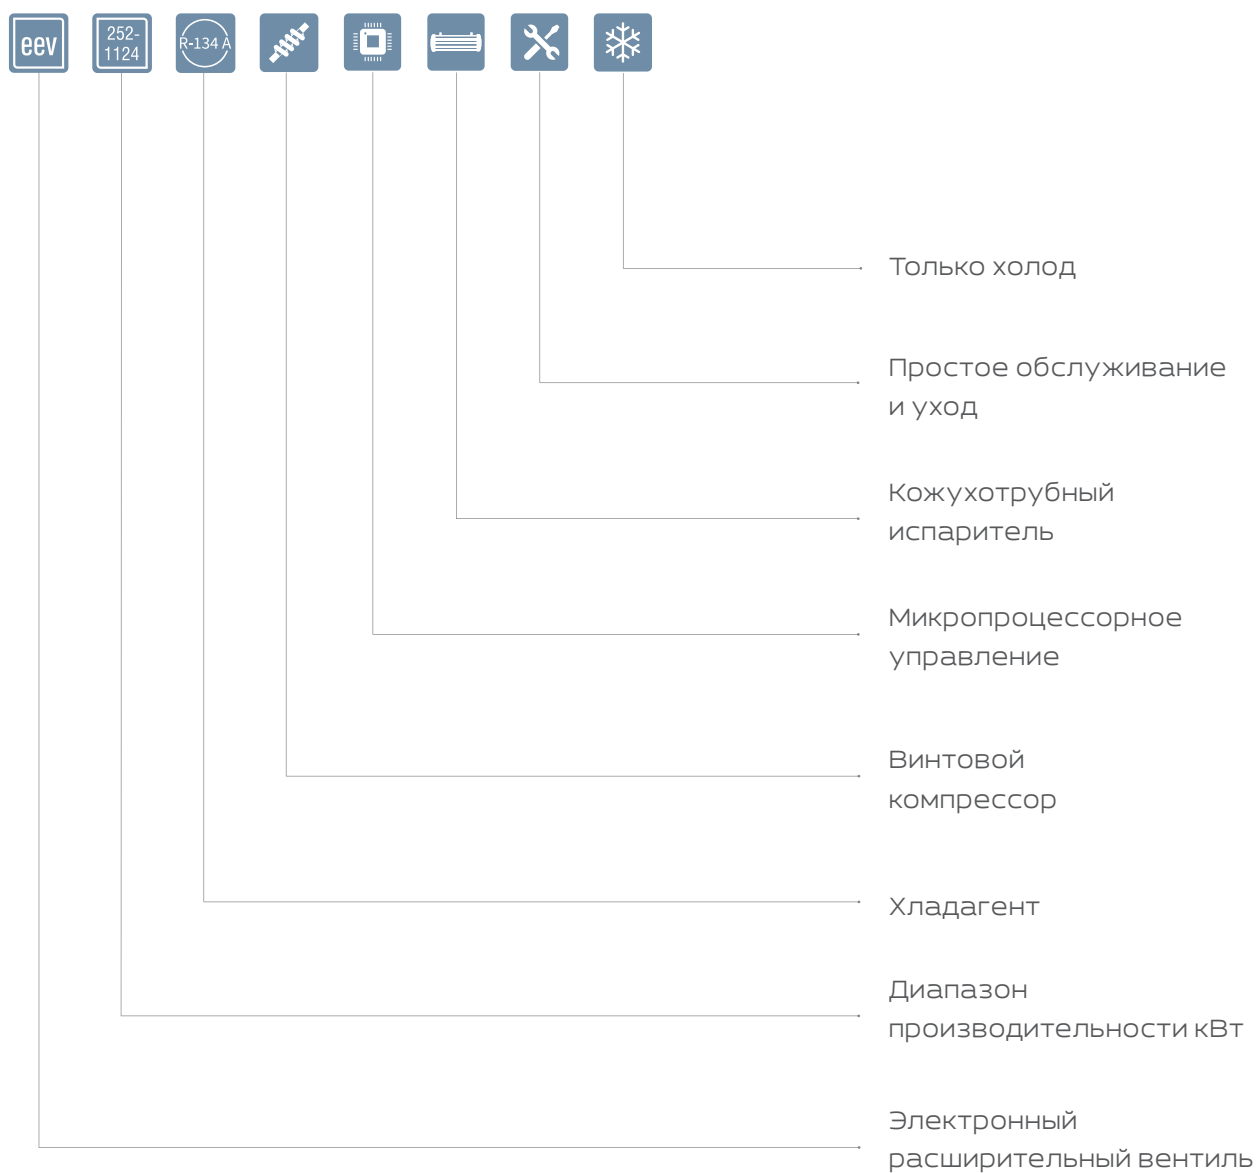 eev
252-
1124
R-134 A
Только холод
Простое обслуживание
и уход
Кожухотрубный
испаритель
Микропроцессорное
управление
Винтовой
компрессор
Хладагент
Диапазон
производительности кВт
Электронный
расширительный вентиль